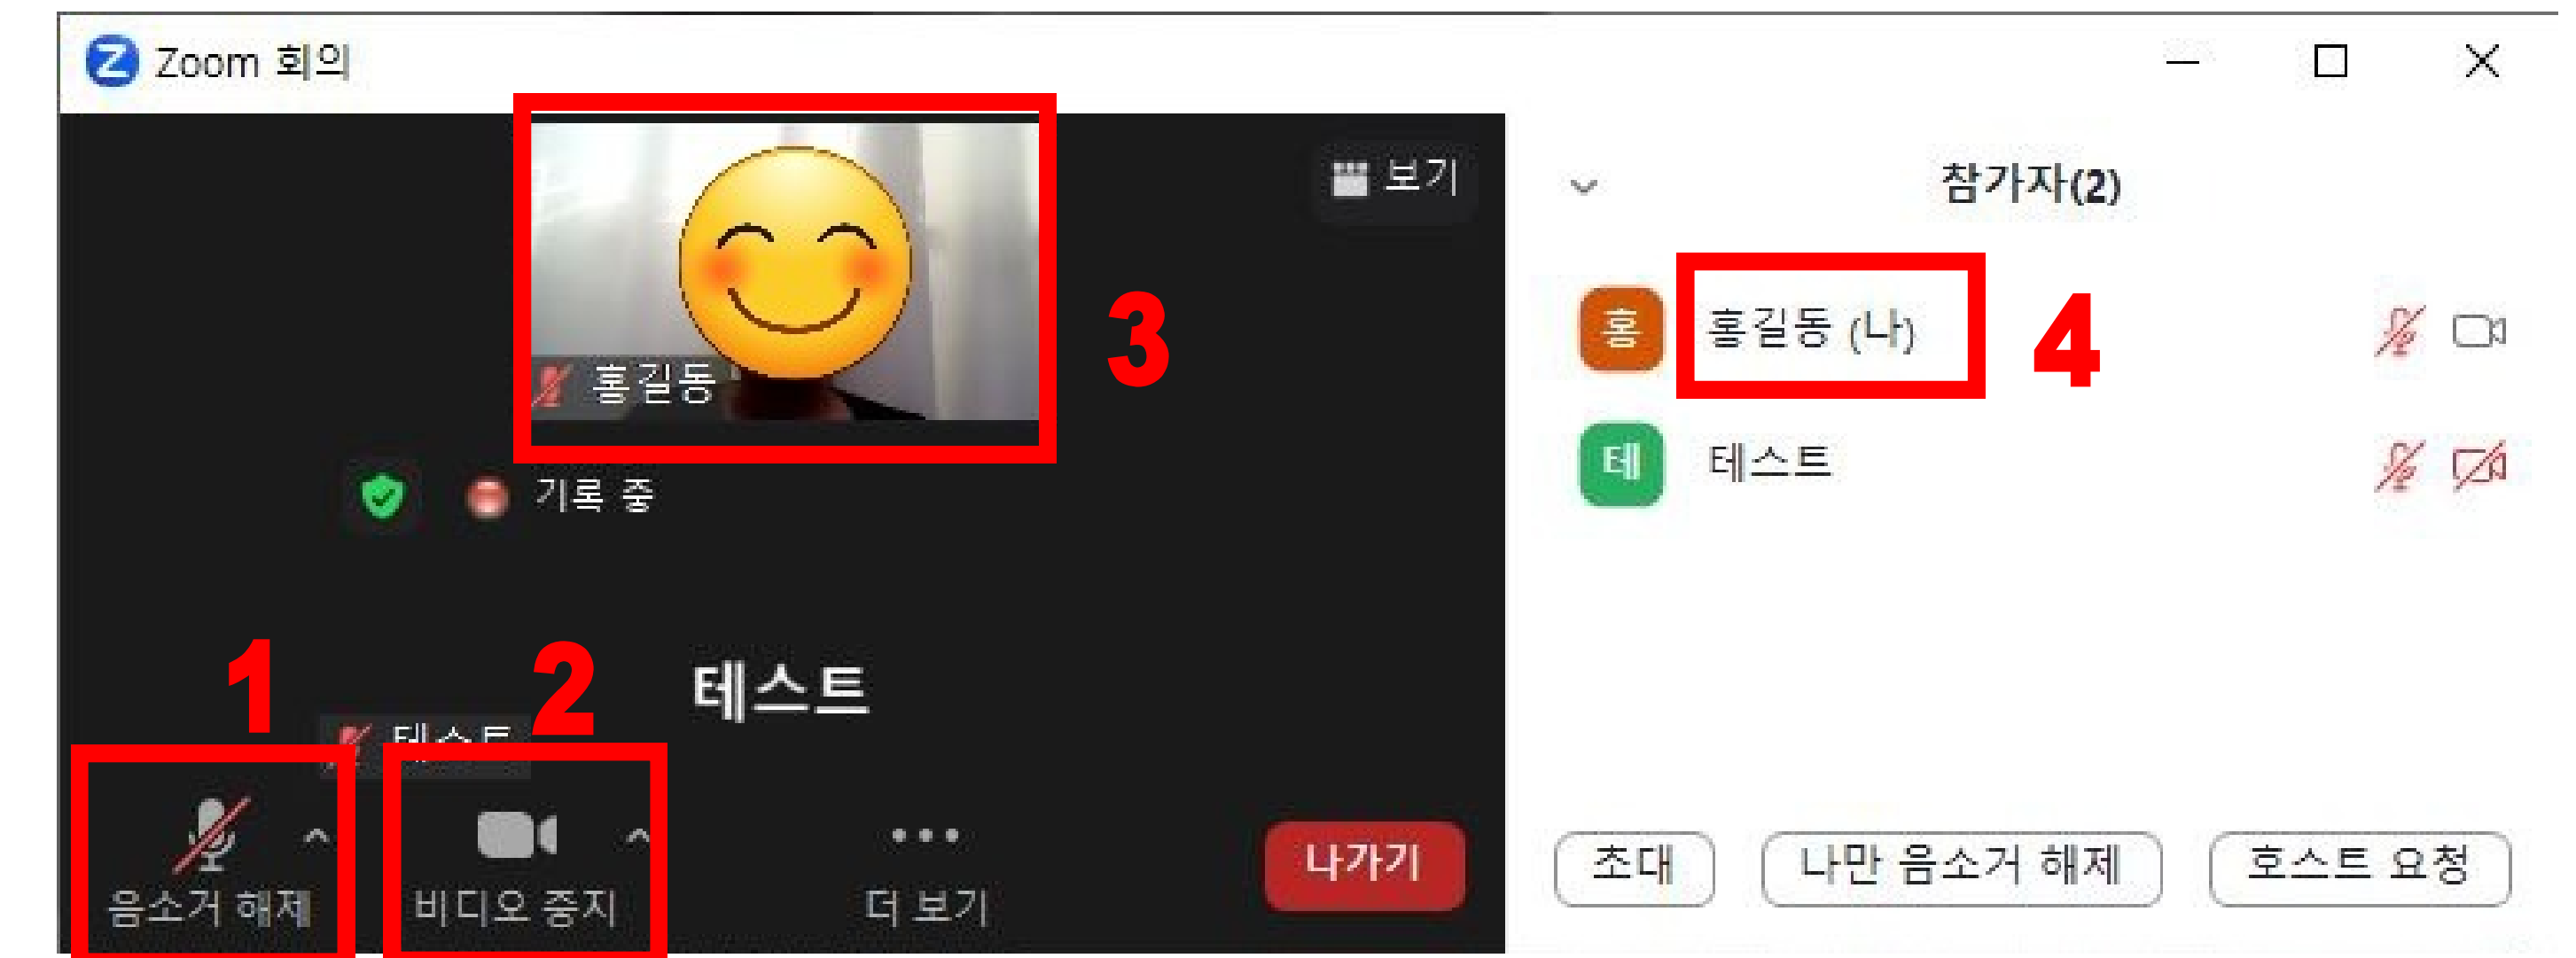 Zoom 회의
보기
홍길동
3
기록 중
테스트
1
2
테스트
음소거 해제
비디오 중지
더 보기
나가기
참가자(2)
홍
홍길동 (나)
4
테
테스트
초대
나만 음소거 해제
호스트 요청